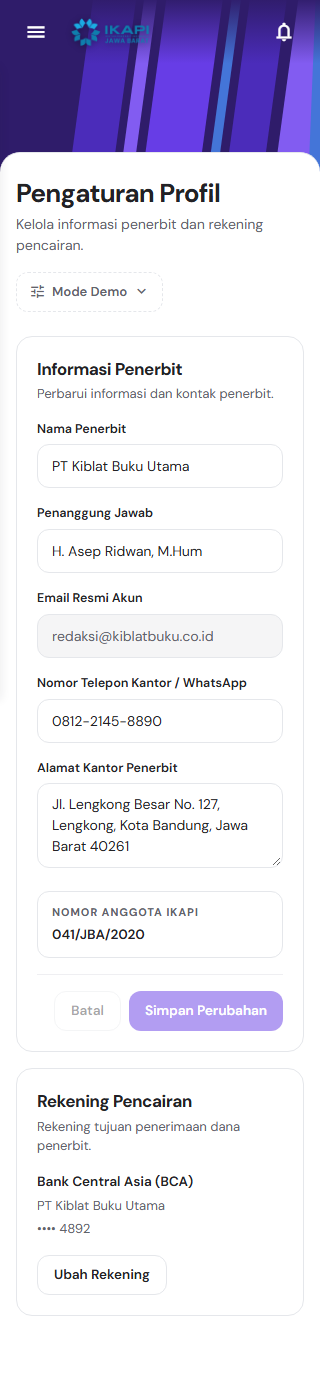 IKAPI
JAWA BARAT
Pengaturan Profil
Kelola informasi penerbit dan rekening
pencairan.
Mode Demo
Informasi Penerbit
Perbarui informasi dan kontak penerbit.
Nama Penerbit
PT Kiblat Buku Utama
Penanggung Jawab
H. Asep Ridwan, M.Hum
Email Resmi Akun
redaksi@kiblatbuku.co.id
Nomor Telepon Kantor / WhatsApp
0812-2145-8890
Alamat Kantor Penerbit
Jl. Lengkong Besar No. 127,
Lengkong, Kota Bandung, Jawa
Barat 40261
NOMOR ANGGOTA IKAPI
041/JBA/2020
Batal
Simpan Perubahan
Rekening Pencairan
Rekening tujuan penerimaan dana
penerbit.
Bank Central Asia (BCA)
PT Kiblat Buku Utama
•••• 4892
Ubah Rekening